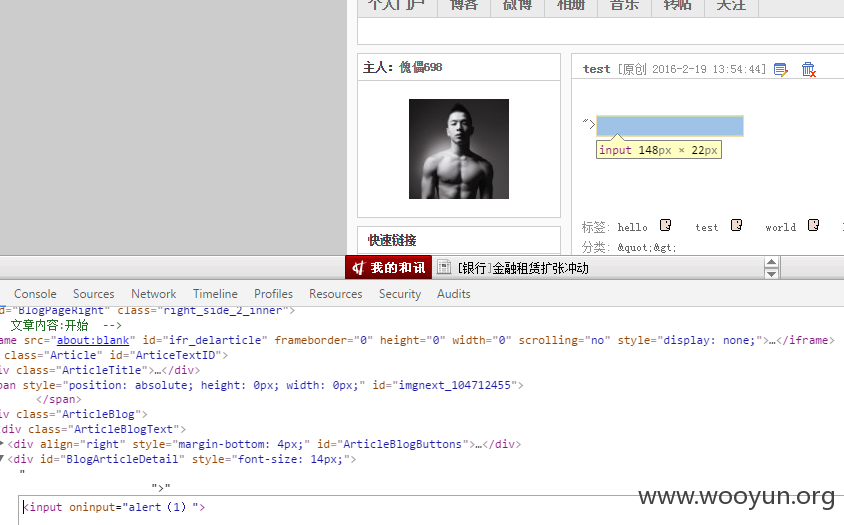 个人门户 博客 微博 相册 音乐 转帖 关注
主人：傀儡698
test [原创 2016-2-19 13:54:44]
">
input 148px × 22px
标签: hello test world
分类: &quot;&gt;
快速链接
我的和讯 [银行]金融租赁扩张冲动
Console Sources Network Timeline Profiles Resources Security Audits
d="BlogPageRight" class="right_side_2_inner">
文章内容:开始 -->
ame src="about:blank" id="ifr_delarticle" frameborder="0" height="0" width="0" scrolling="no" style="display: none;">…</iframe>
class="Article" id="ArticeTextID">
iv class="ArticleTitle">…</div>
pan style="position: absolute; height: 0px; width: 0px;" id="imgnext_104712455">
</span>
iv class="ArticleBlog">
div class="ArticleBlogText">
<div align="right" style="margin-bottom: 4px;" id="ArticleBlogButtons">…</div>
<div id="BlogArticleDetail" style="font-size: 14px;">
"
">"
<input oninput="alert (1) ">
www.wooyun.org